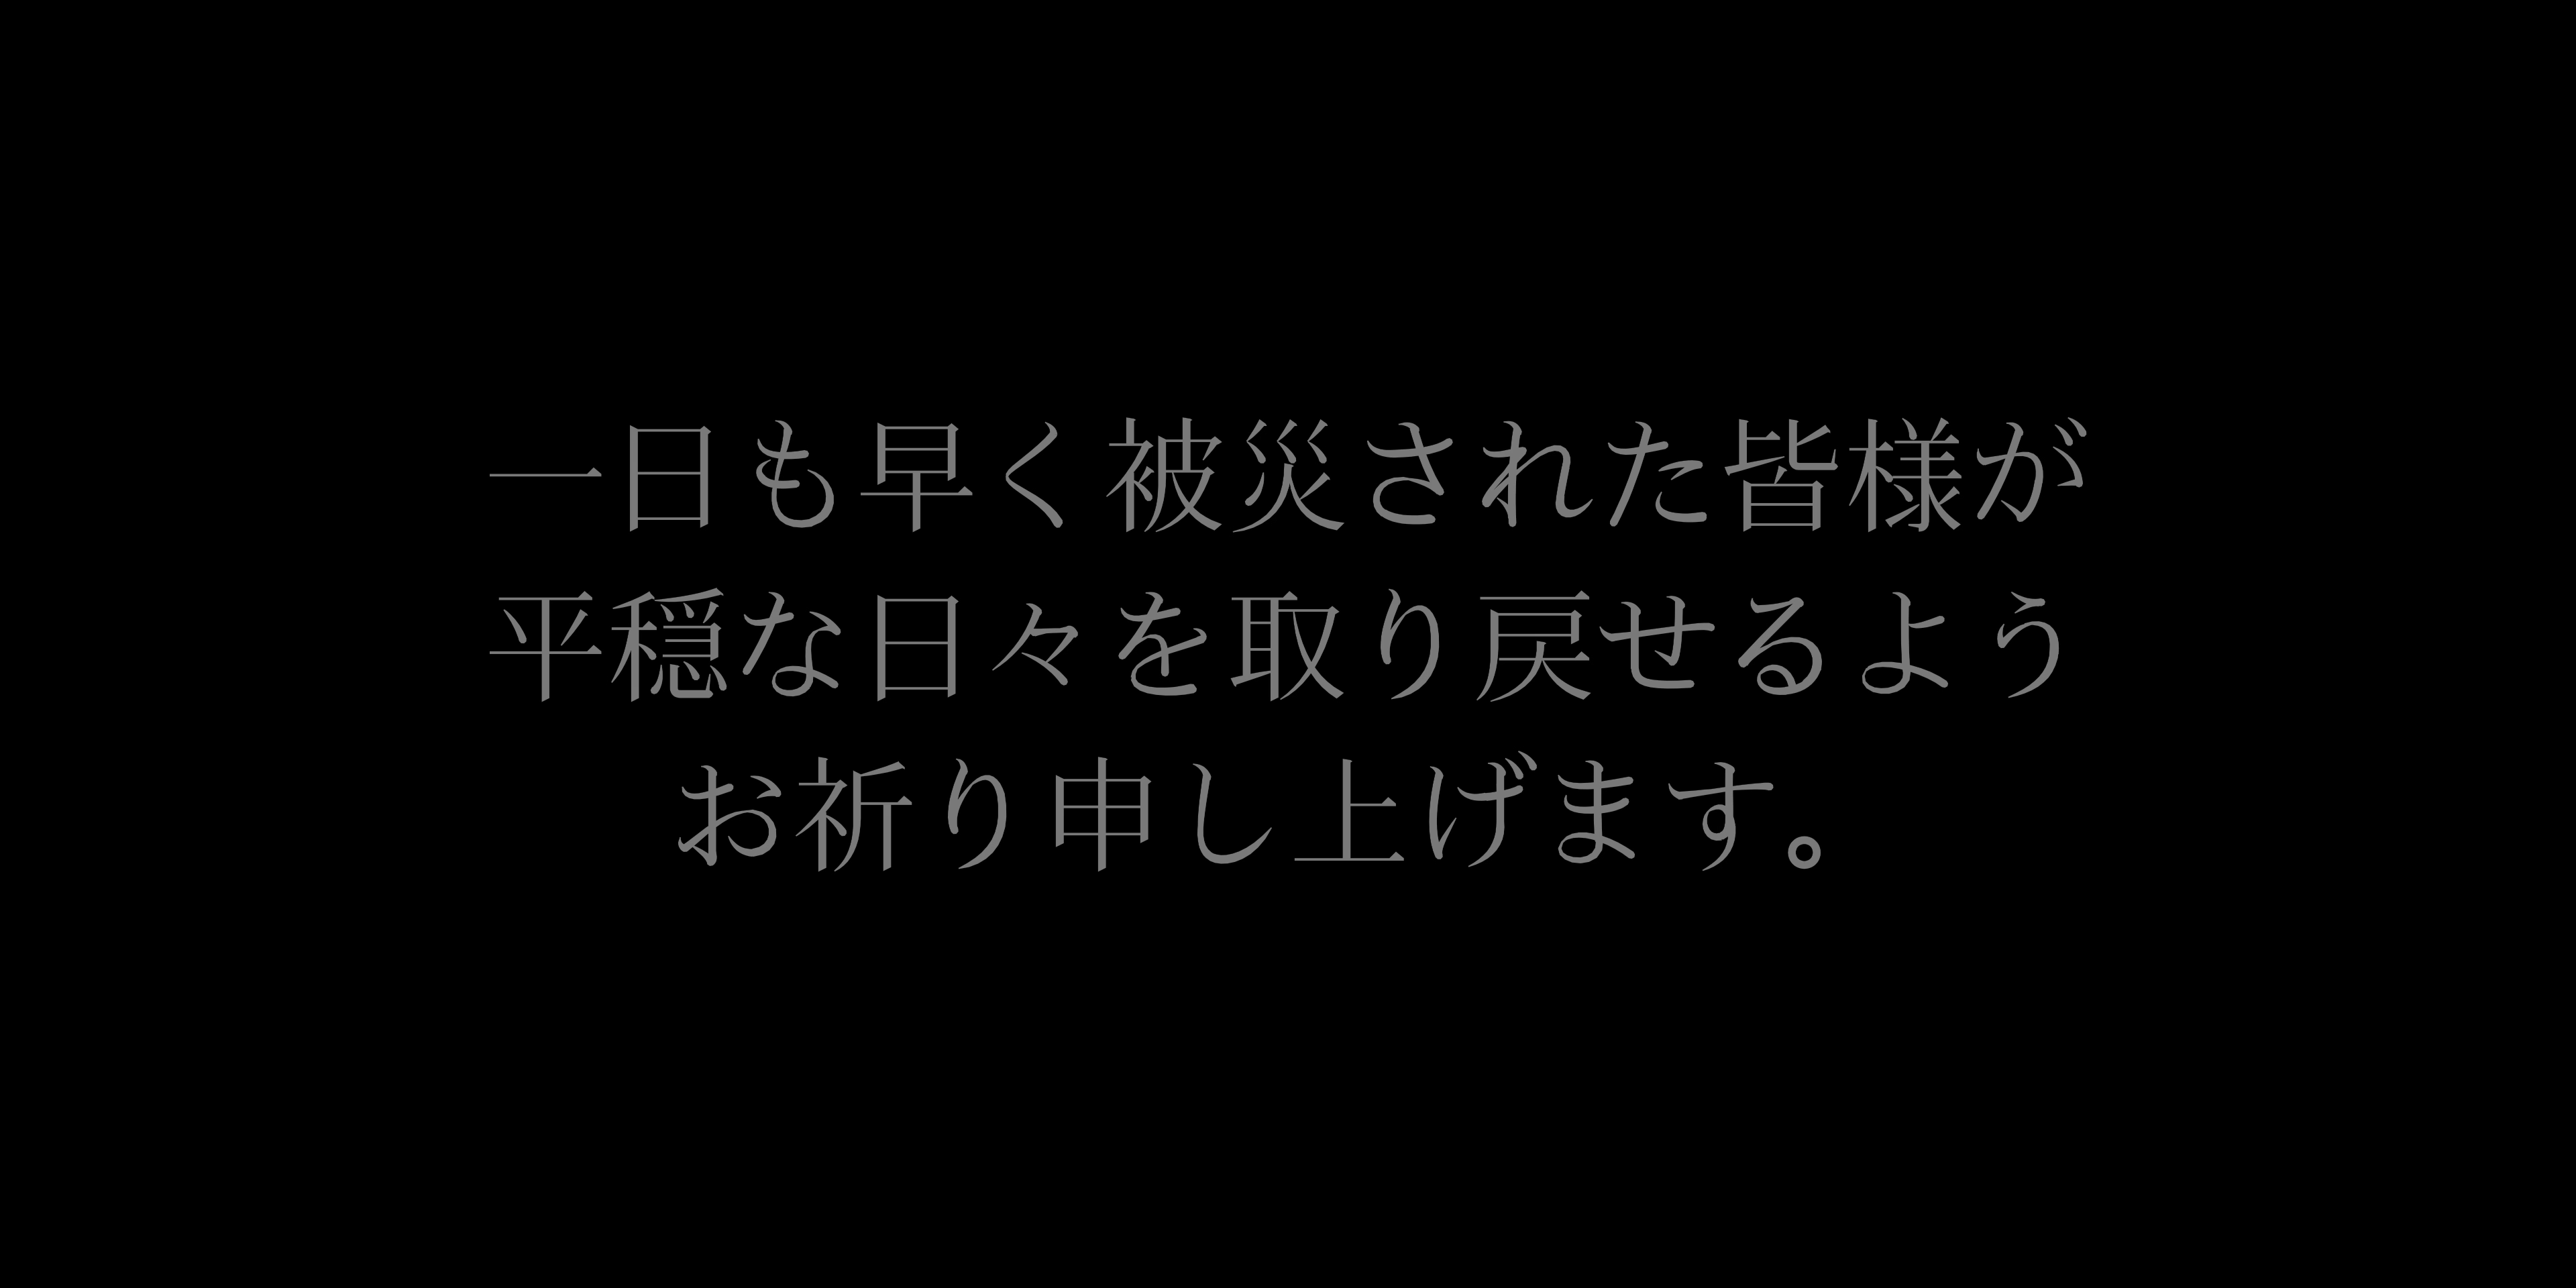 一日も早く被災された皆様が
平穏な日々を取り戻せるよう
お祈り申し上げます。